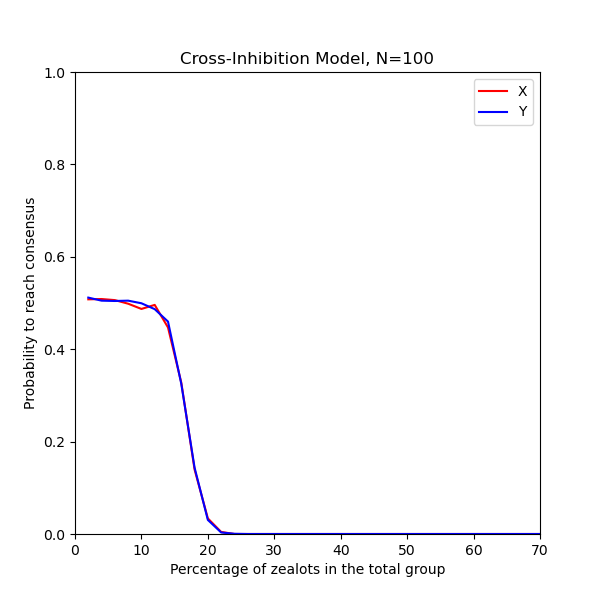 Cross-Inhibition Model, N=100
1.0
0.8
0.6
0.4
0.2
0.0
Probability to reach consensus
X
Y
0 10 20 30 40 50 60 70
Percentage of zealots in the total group